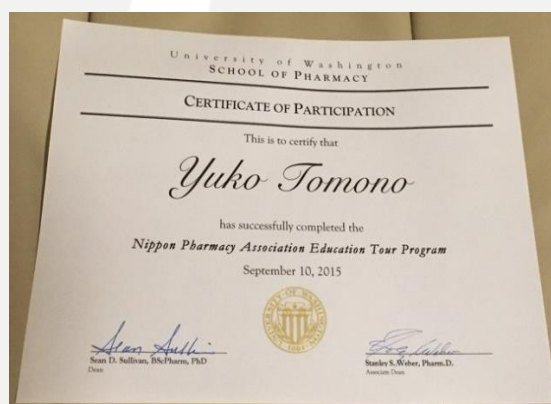 University of Washington
SCHOOL OF PHARMACY
CERTIFICATE OF PARTICIPATION
This is to certify that
Yuko Tomono
has successfully completed the
Nippon Pharmacy Association Education Tour Program
September 10, 2015
Sean D. Sullivan, BScPharm, PhD
Dean
Stanley S. Weber, Pharm.D.
Associate Dean